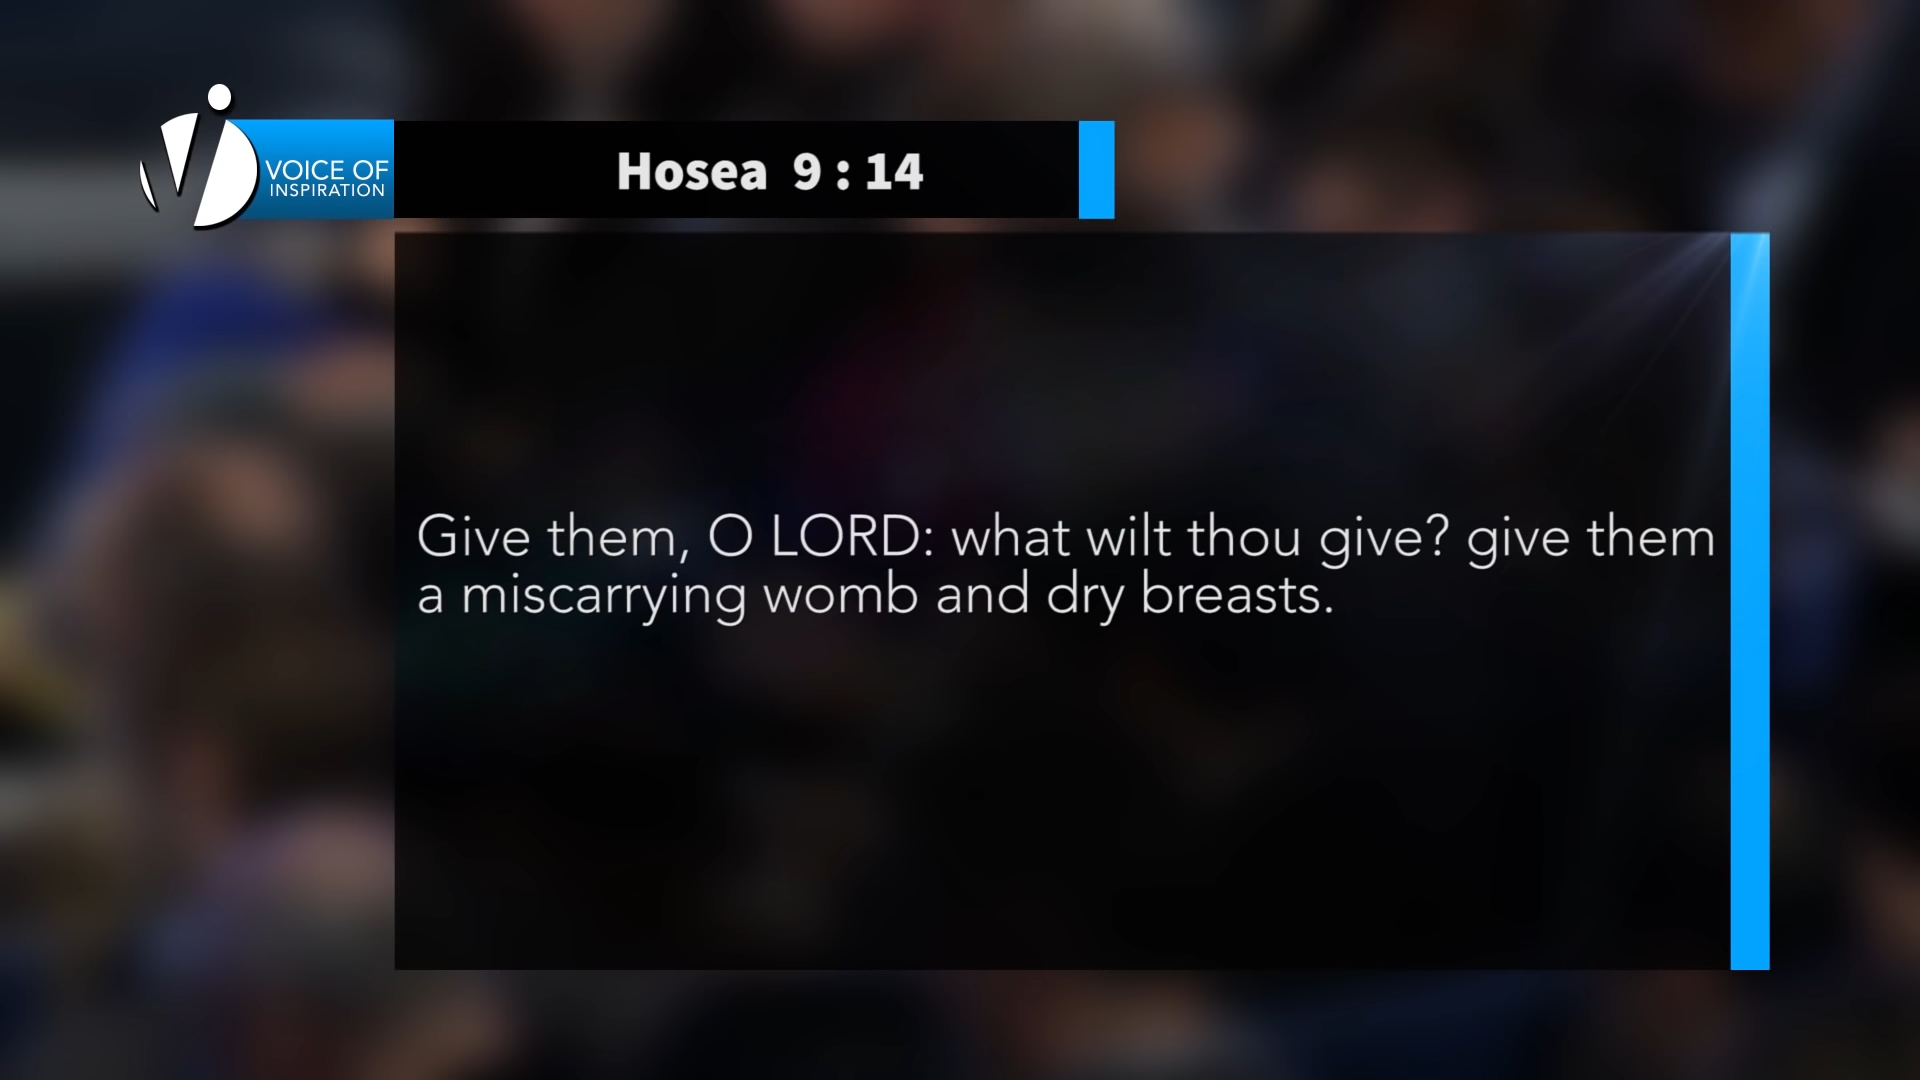 VOICE OF
INSPIRATION
Hosea 9 : 14
Give them, O LORD: what wilt thou give? give them
a miscarrying womb and dry breasts.